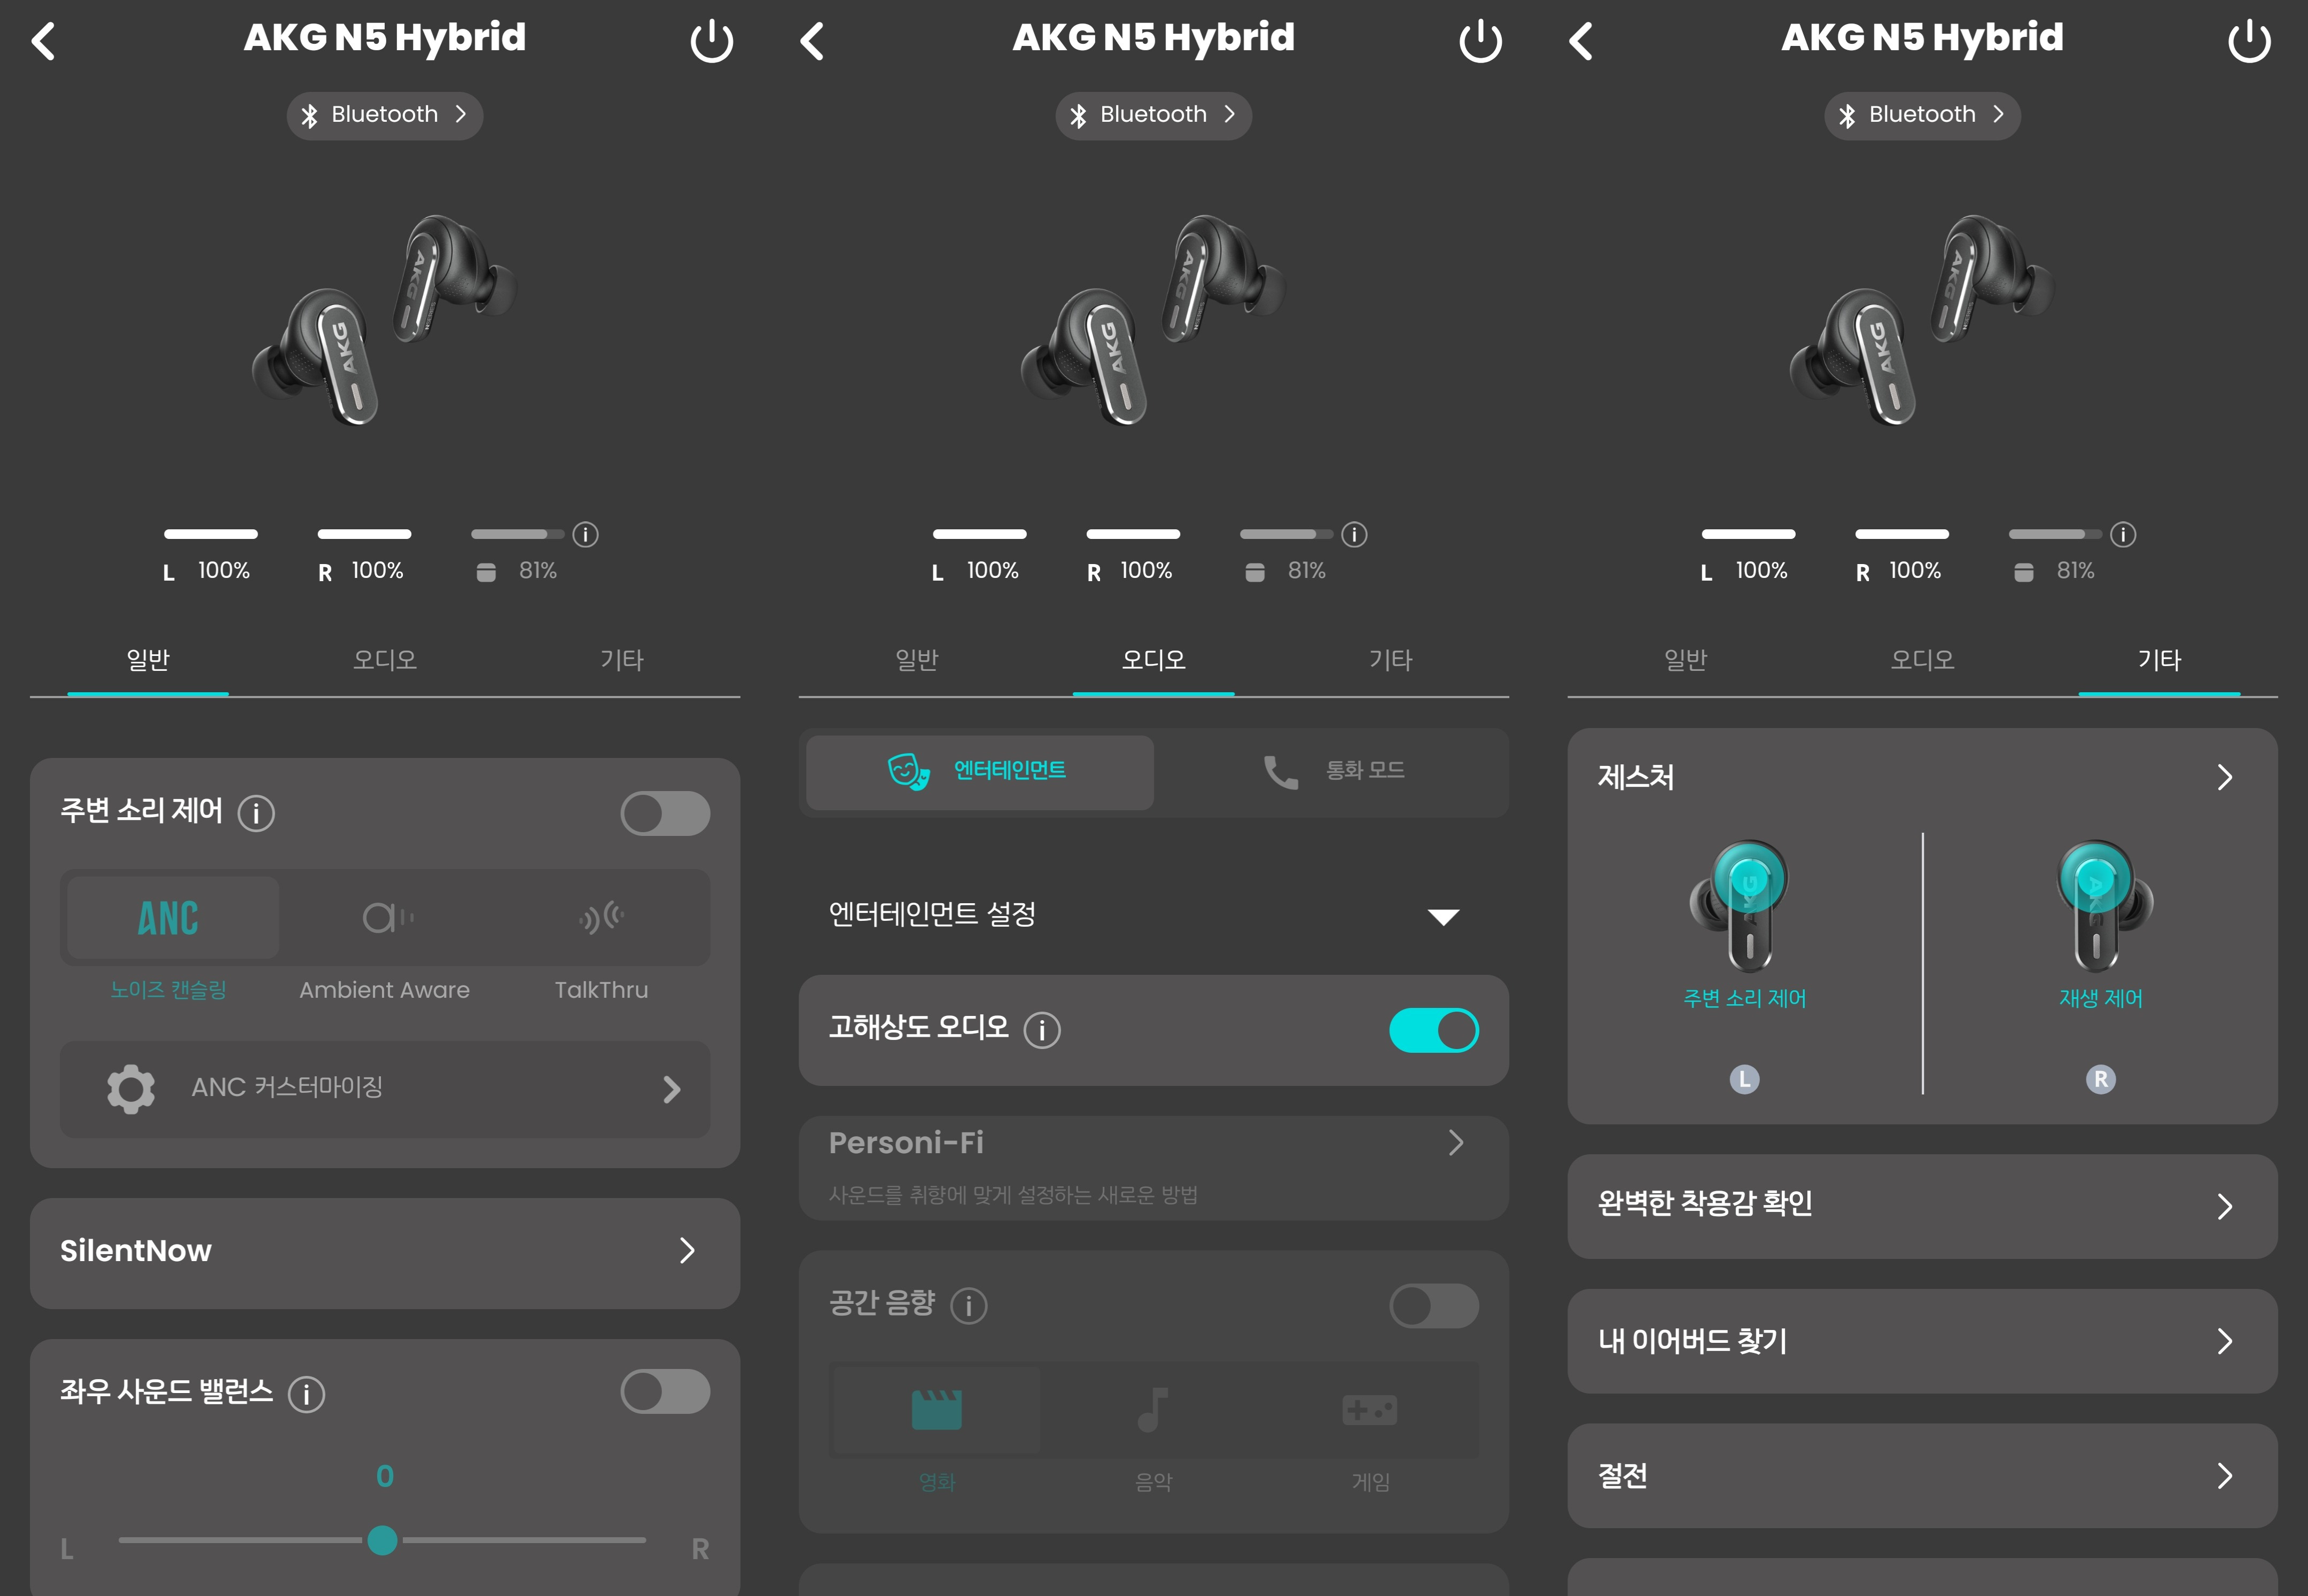 AKG N5 Hybrid
Bluetooth
AKG
AKG
L 100% R 100% 81%
일반 오디오 기타
주변 소리 제어
ANC
노이즈 캔슬링 Ambient Aware TalkThru
ANC 커스터마이징
SilentNow
좌우 사운드 밸런스
0
L R
AKG N5 Hybrid
Bluetooth
AKG
AKG
L 100% R 100% 81%
일반 오디오 기타
엔터테인먼트 통화 모드
엔터테인먼트 설정
고해상도 오디오
Personi-Fi
사운드를 취향에 맞게 설정하는 새로운 방법
공간 음향
영화 음악 게임
AKG N5 Hybrid
Bluetooth
AKG
AKG
L 100% R 100% 81%
일반 오디오 기타
제스처
AKG AKG
주변 소리 제어 재생 제어
L R
완벽한 착용감 확인
내 이어버드 찾기
절전